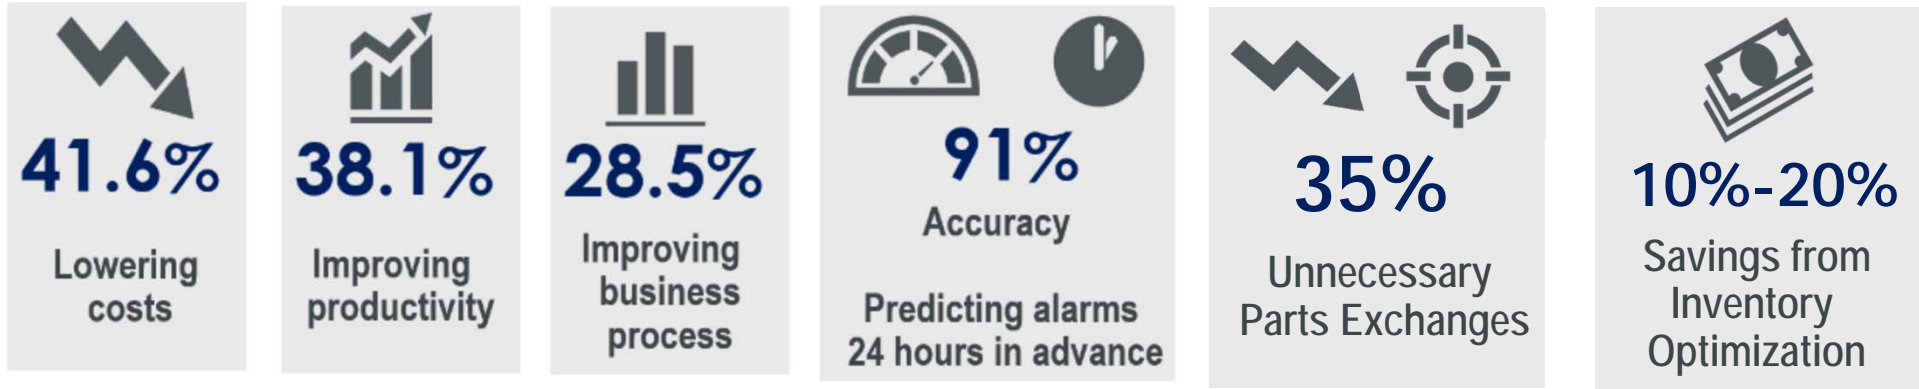 41.6%
Lowering
costs
38.1%
Improving
productivity
28.5%
Improving
business
process
91%
Accuracy
Predicting alarms
24 hours in advance
35%
Unnecessary
Parts Exchanges
10%-20%
Savings from
Inventory
Optimization